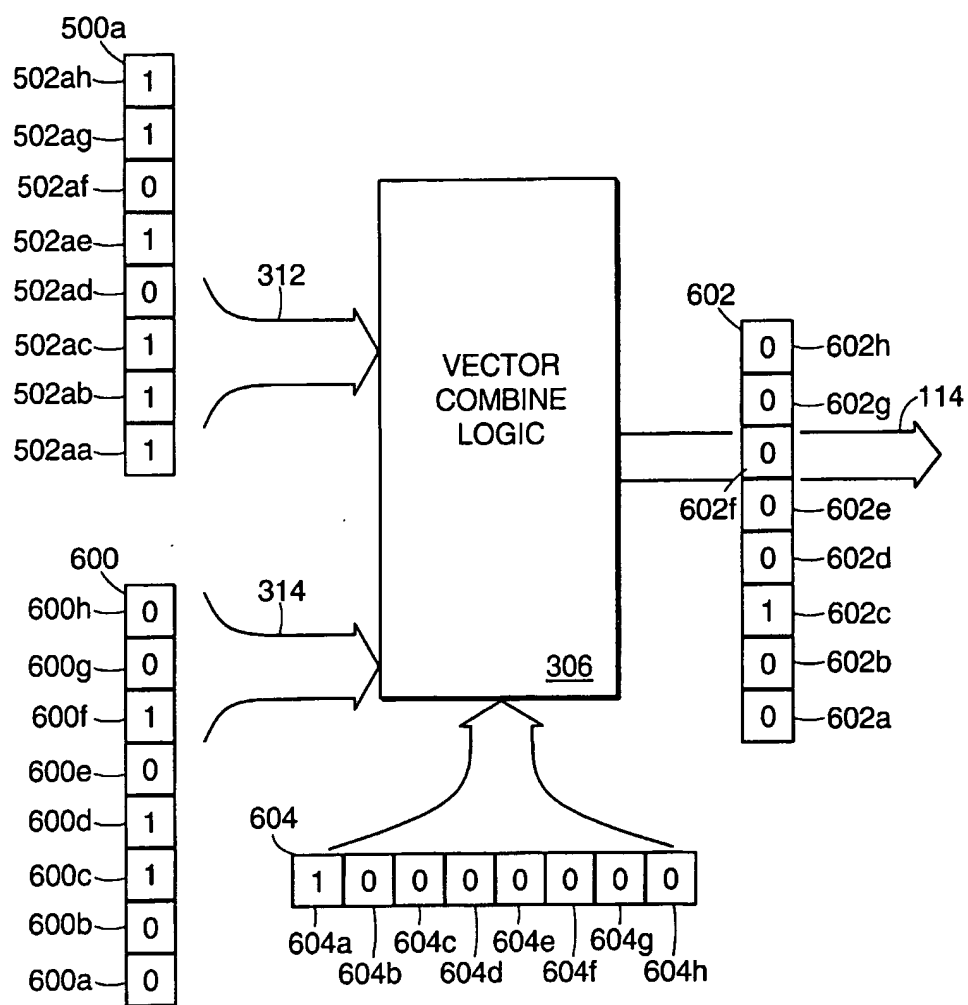 500a
502ah 1
502ag 1
502af 0
502ae 1
502ad 0
502ac 1
502ab 1
502aa 1
312
VECTOR
COMBINE
LOGIC
306
602
0 602h
0 602g
114
0
602f
0 602e
0 602d
1 602c
0 602b
0 602a
600
600h 0
600g 0
600f 1
600e 0
600d 1
600c 1
600b 0
600a 0
314
604
1 0 0 0 0 0 0 0
604a 604c 604e 604g
604b 604d 604f 604h